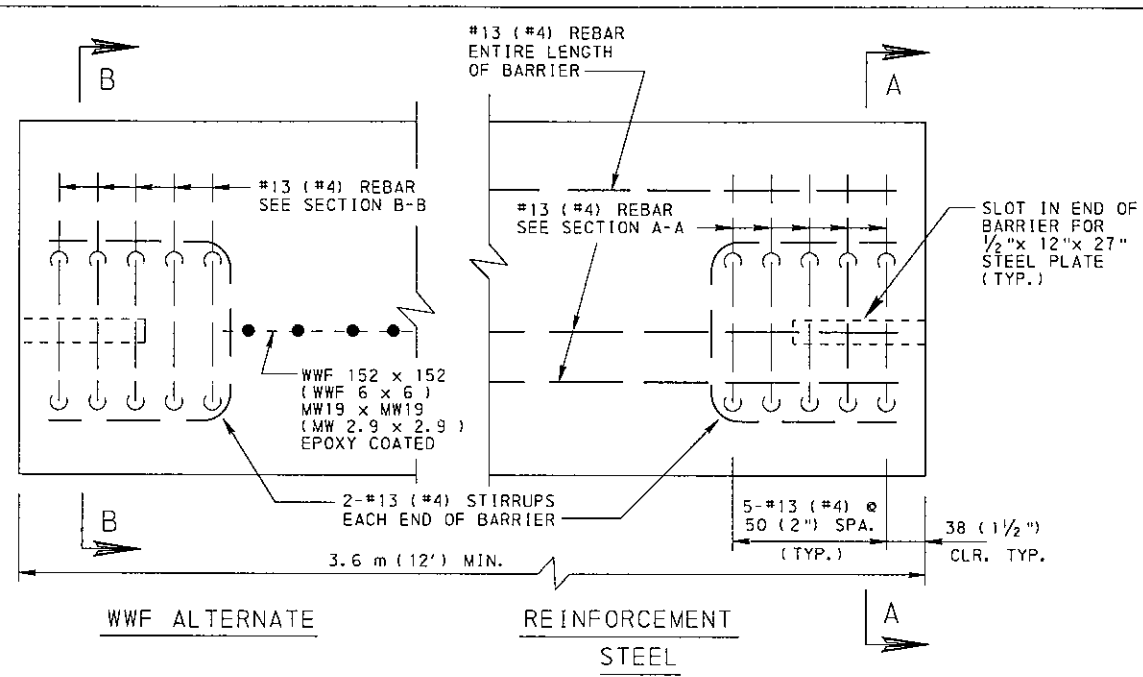 #13 (#4) REBAR
ENTIRE LENGTH
OF BARRIER
B
A
#13 (#4) REBAR
SEE SECTION B-B
#13 (#4) REBAR
SEE SECTION A-A
SLOT IN END OF
BARRIER FOR
1/2"x 12"x 27"
STEEL PLATE
(TYP.)
WWF 152 x 152
(WWF 6 x 6)
MW19 x MW19
(MW 2.9 x 2.9)
EPOXY COATED
2-#13 (#4) STIRRUPS
EACH END OF BARRIER
5-#13 (#4) @
50 (2") SPA.
(TYP.)
38 (1 1/2")
CLR. TYP.
B
3.6 m (12') MIN.
A
WWF ALTERNATE
REINFORCEMENT
STEEL